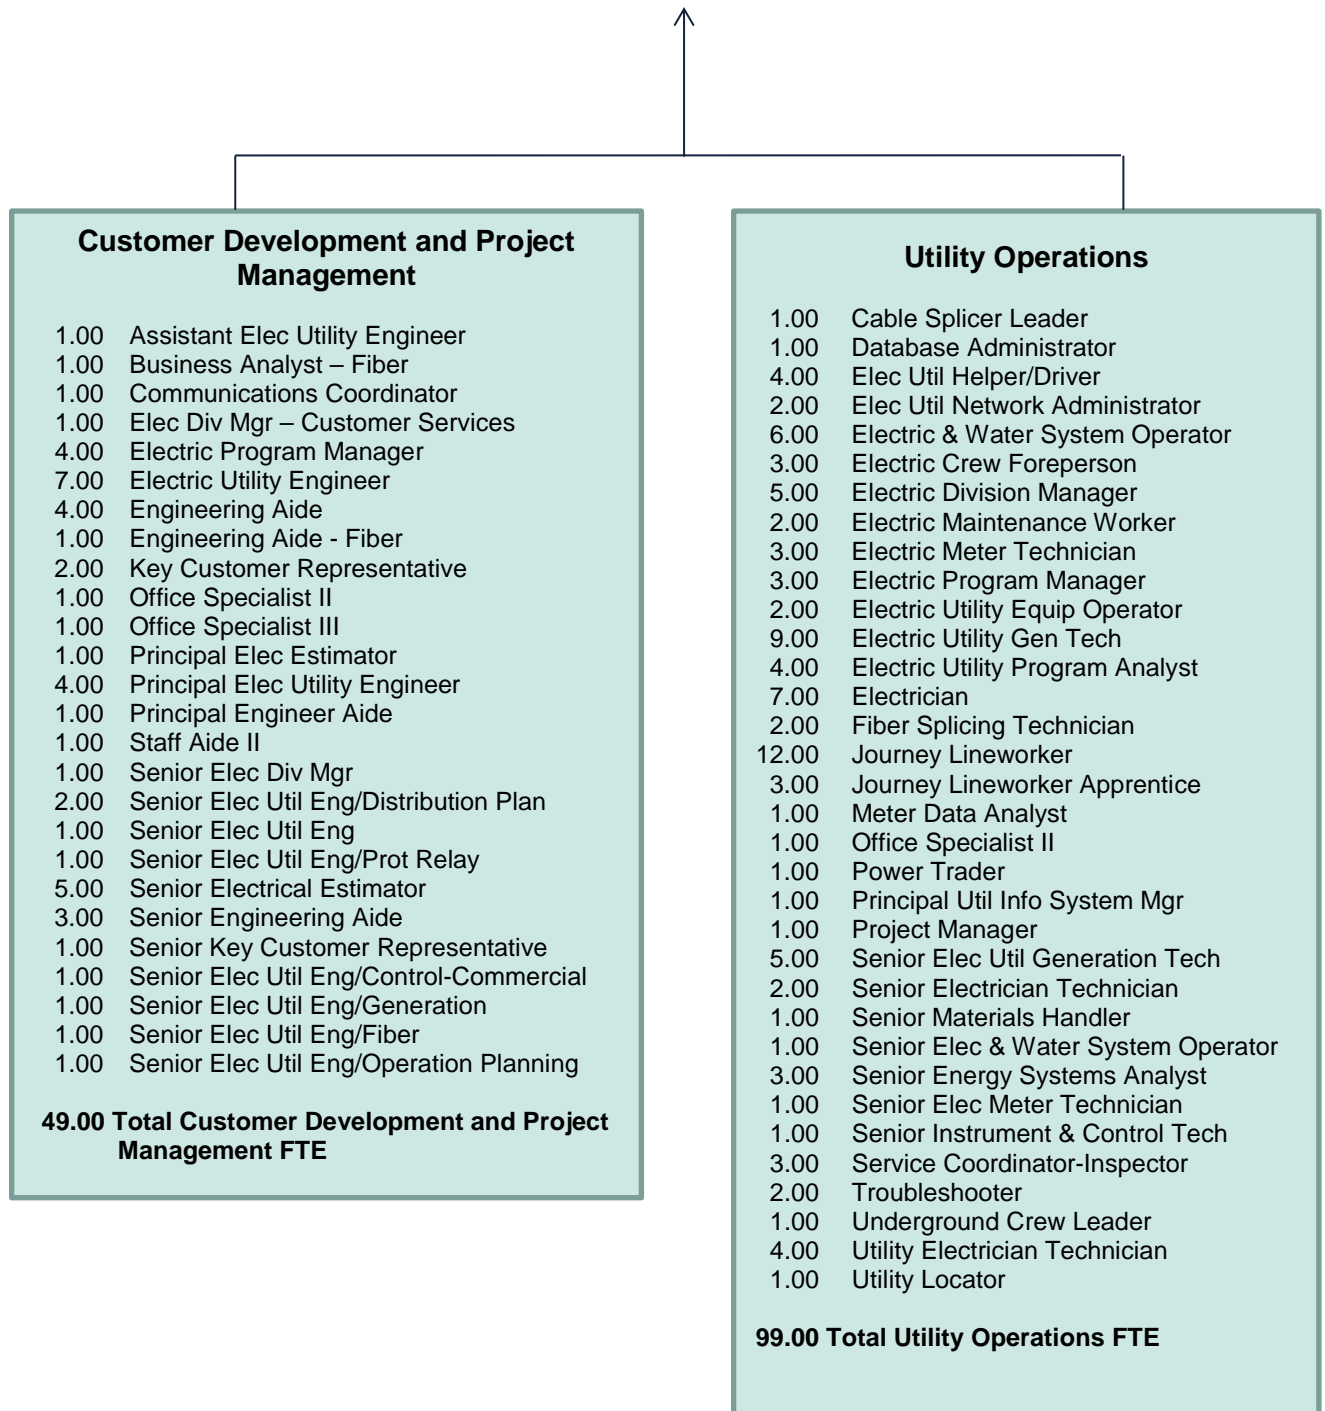 Customer Development and Project
Management
1.00 Assistant Elec Utility Engineer
1.00 Business Analyst – Fiber
1.00 Communications Coordinator
1.00 Elec Div Mgr – Customer Services
4.00 Electric Program Manager
7.00 Electric Utility Engineer
4.00 Engineering Aide
1.00 Engineering Aide - Fiber
2.00 Key Customer Representative
1.00 Office Specialist II
1.00 Office Specialist III
1.00 Principal Elec Estimator
4.00 Principal Elec Utility Engineer
1.00 Principal Engineer Aide
1.00 Staff Aide II
1.00 Senior Elec Div Mgr
2.00 Senior Elec Util Eng/Distribution Plan
1.00 Senior Elec Util Eng
1.00 Senior Elec Util Eng/Prot Relay
5.00 Senior Electrical Estimator
3.00 Senior Engineering Aide
1.00 Senior Key Customer Representative
1.00 Senior Elec Util Eng/Control-Commercial
1.00 Senior Elec Util Eng/Generation
1.00 Senior Elec Util Eng/Fiber
1.00 Senior Elec Util Eng/Operation Planning
49.00 Total Customer Development and Project
Management FTE
Utility Operations
1.00 Cable Splicer Leader
1.00 Database Administrator
4.00 Elec Util Helper/Driver
2.00 Elec Util Network Administrator
6.00 Electric & Water System Operator
3.00 Electric Crew Foreperson
5.00 Electric Division Manager
2.00 Electric Maintenance Worker
3.00 Electric Meter Technician
3.00 Electric Program Manager
2.00 Electric Utility Equip Operator
9.00 Electric Utility Gen Tech
4.00 Electric Utility Program Analyst
7.00 Electrician
2.00 Fiber Splicing Technician
12.00 Journey Lineworker
3.00 Journey Lineworker Apprentice
1.00 Meter Data Analyst
1.00 Office Specialist II
1.00 Power Trader
1.00 Principal Util Info System Mgr
1.00 Project Manager
5.00 Senior Elec Util Generation Tech
2.00 Senior Electrician Technician
1.00 Senior Materials Handler
1.00 Senior Elec & Water System Operator
3.00 Senior Energy Systems Analyst
1.00 Senior Elec Meter Technician
1.00 Senior Instrument & Control Tech
3.00 Service Coordinator-Inspector
2.00 Troubleshooter
1.00 Underground Crew Leader
4.00 Utility Electrician Technician
1.00 Utility Locator
99.00 Total Utility Operations FTE